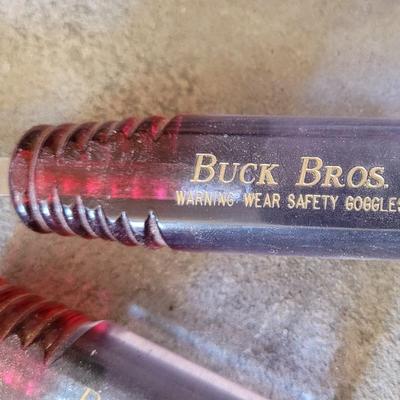 BUCK BROS.
WARNING WEAR SAFETY GOGGLES